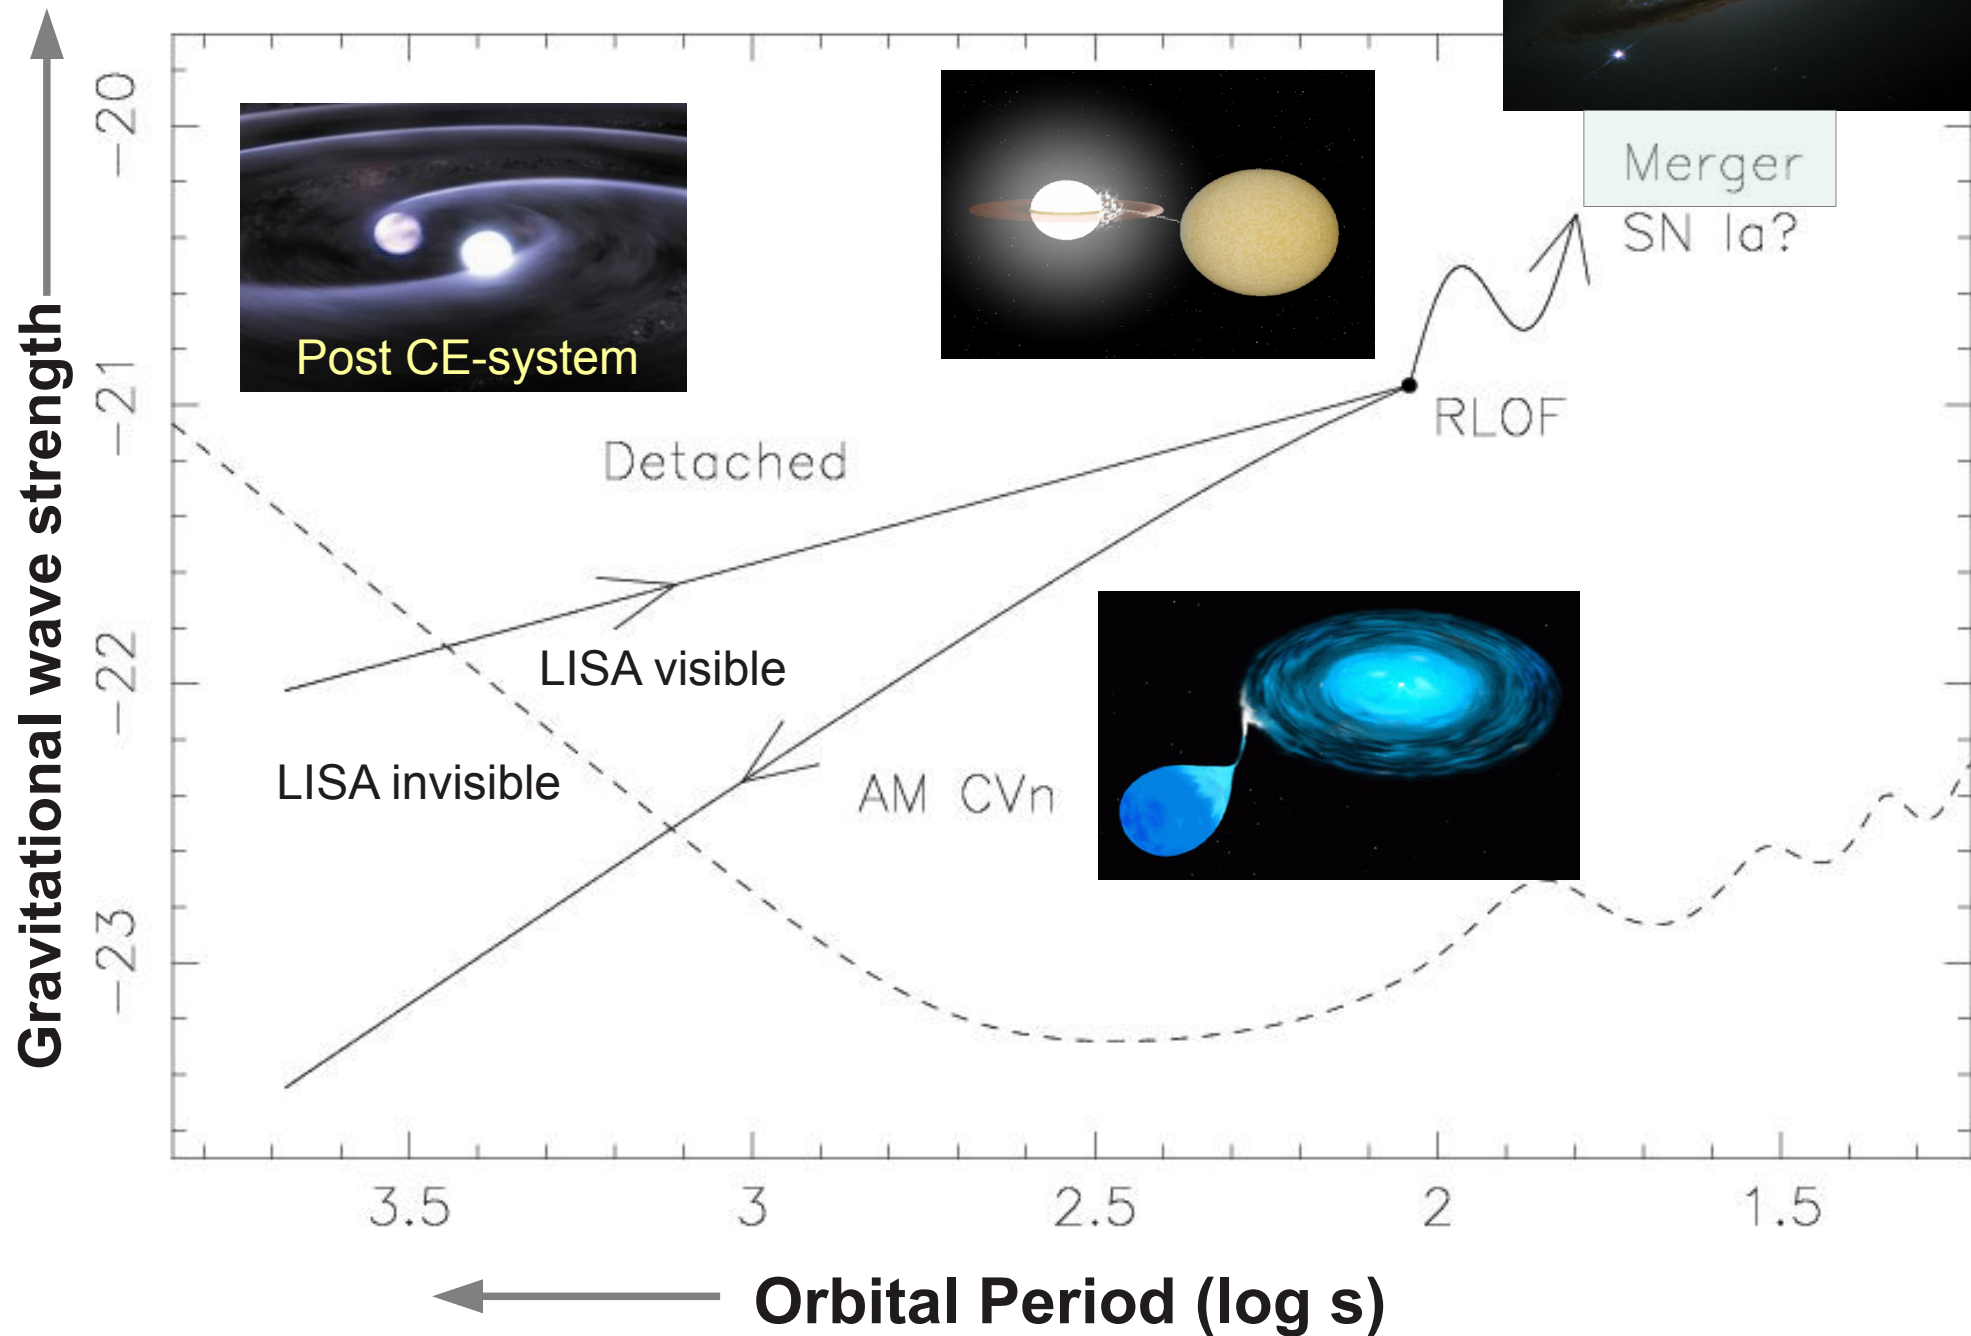 Gravitational wave strength
−20
−21
−22
−23
Post CE-system
Merger
SN Ia?
RLOF
Detached
LISA visible
LISA invisible
AM CVn
3.5
3
2.5
2
1.5
Orbital Period (log s)